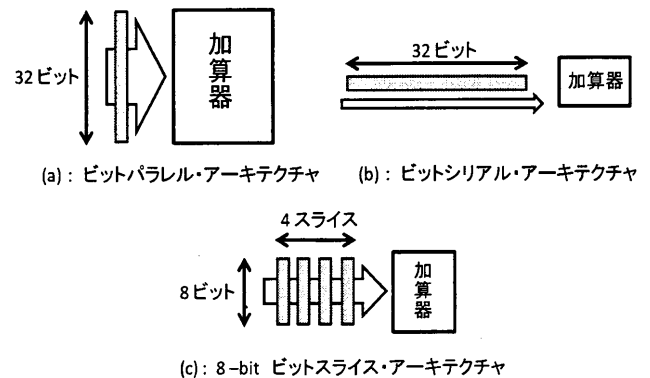 32ビット
加算器
(a) : ビットパラレル・アーキテクチャ
32ビット
加算器
(b) : ビットシリアル・アーキテクチャ
4スライス
8ビット
加算器
(c) : 8−bit ビットスライス・アーキテクチャ